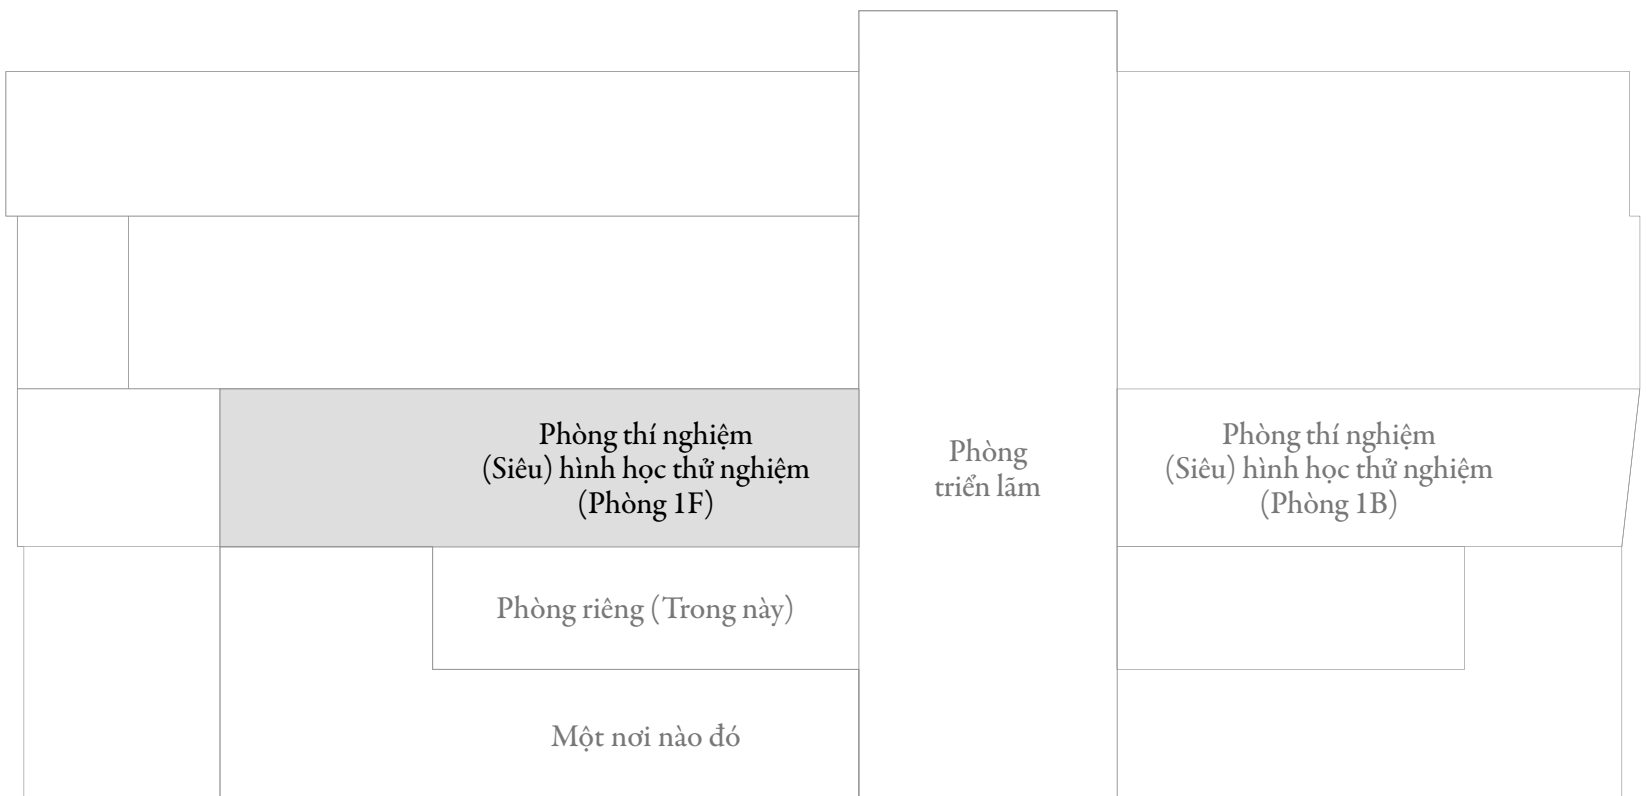 Phòng thí nghiệm
(Siêu) hình học thử nghiệm
(Phòng 1F)
Phòng
triển lãm
Phòng thí nghiệm
(Siêu) hình học thử nghiệm
(Phòng 1B)
Phòng riêng (Trong này)
Một nơi nào đó